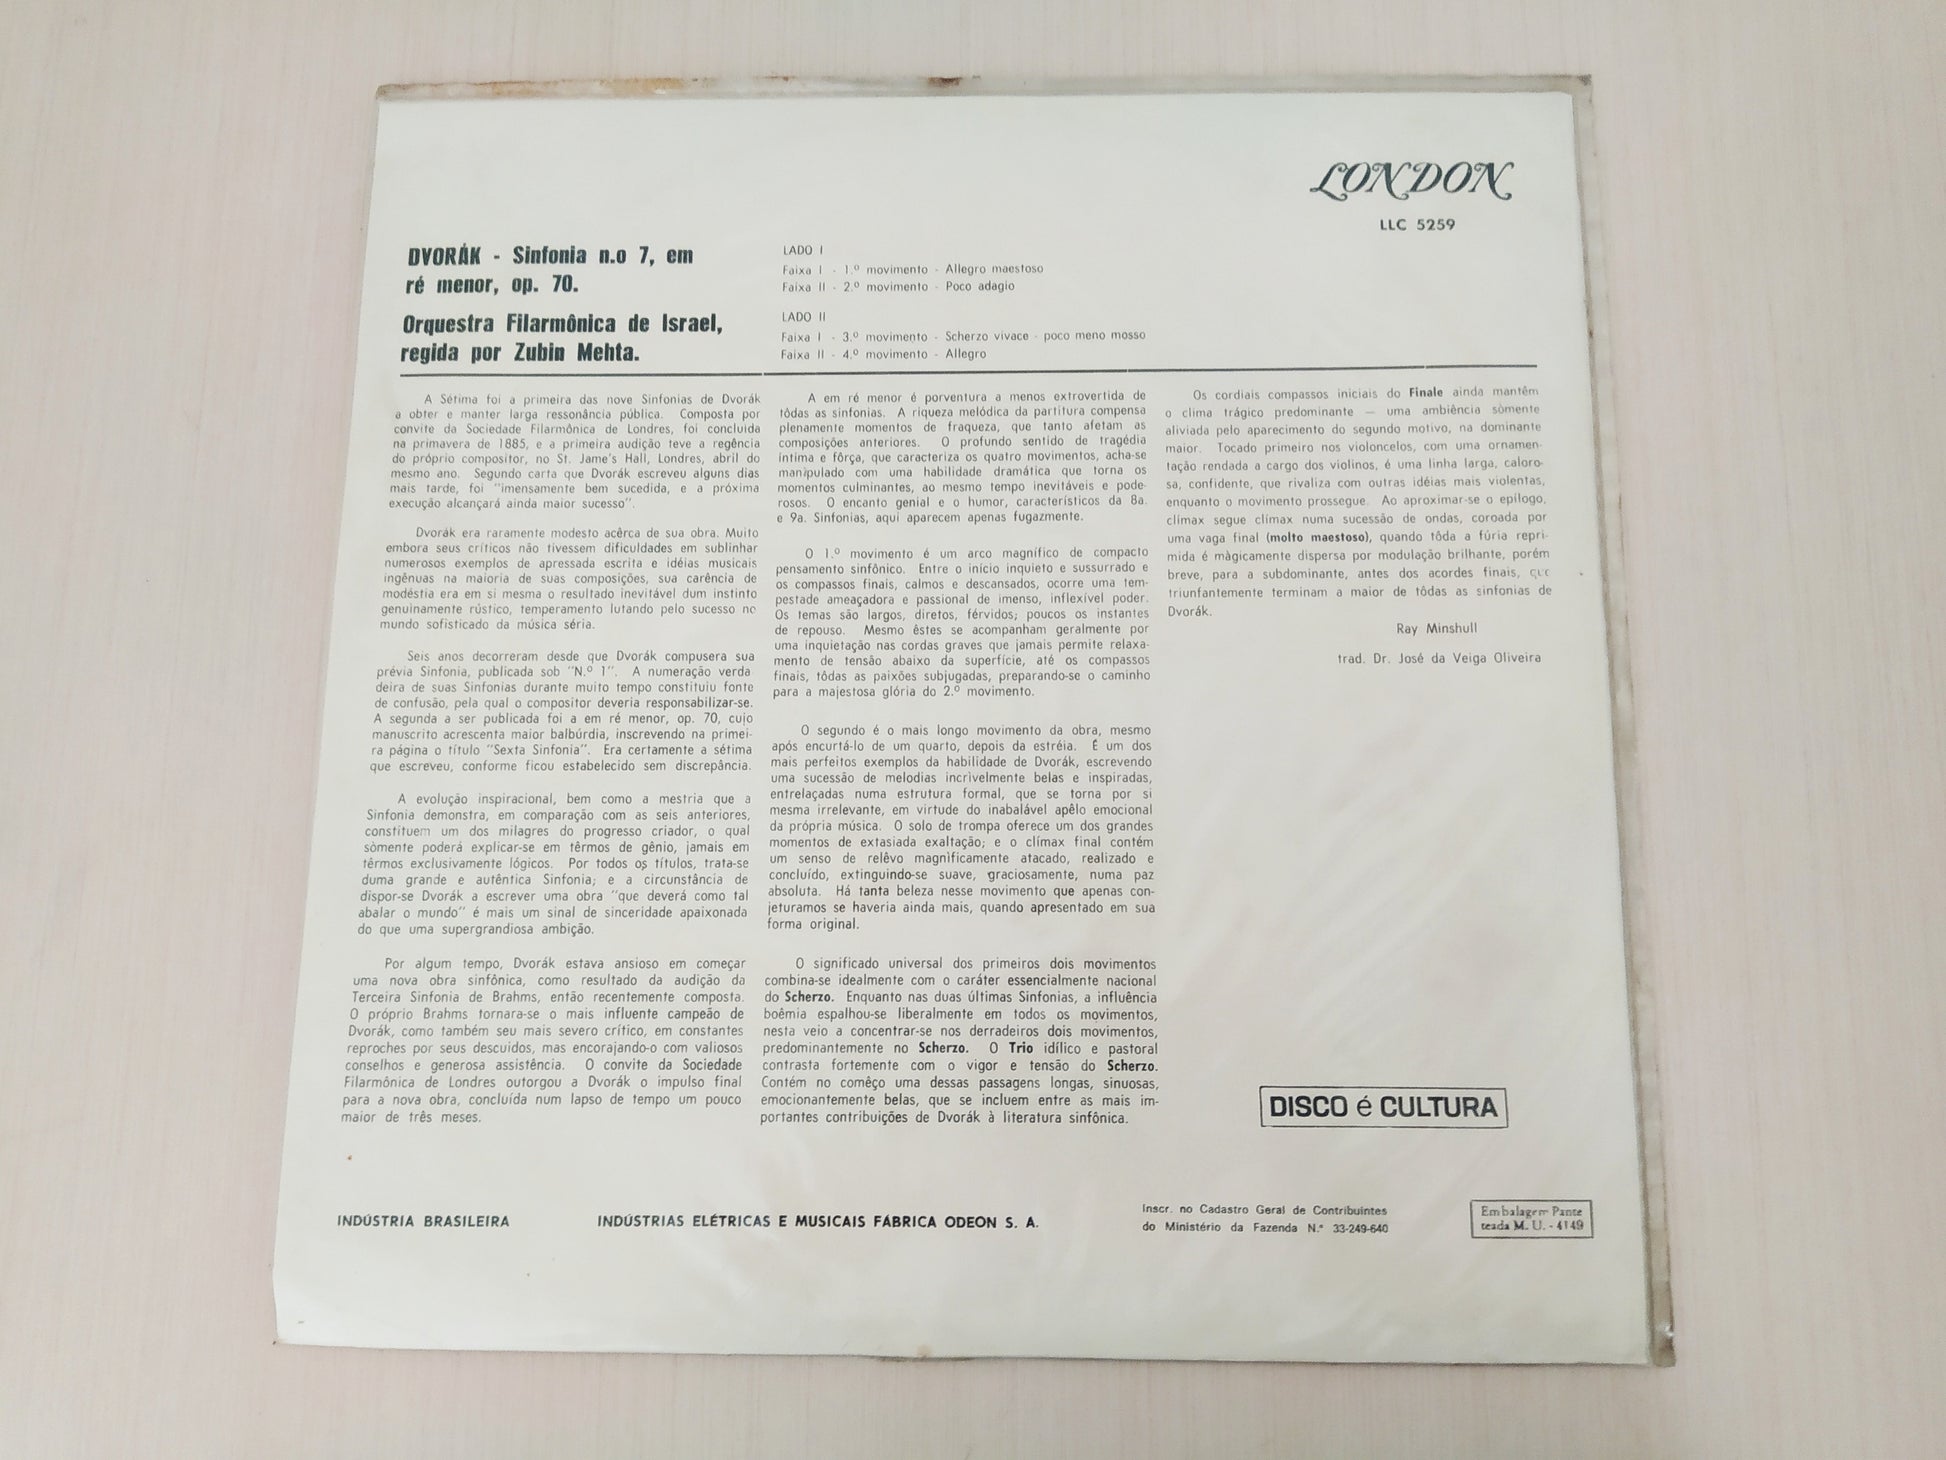 LONDON
LLC 5259
DVORÁK - Sinfonia n.o 7, em
ré menor, op. 70.
Orquestra Filarmônica de Israel,
regida por Zubin Mehta.
LADO I
Faixa I - 1.º movimento - Allegro maestoso
Faixa II - 2.º movimento - Poco adagio
LADO II
Faixa I - 3.º movimento - Scherzo vivace - poco meno mosso
Faixa II - 4.º movimento - Allegro
A Sétima foi a primeira das nove Sinfonias de Dvorák
a obter e manter larga ressonância pública. Composta por
convite da Sociedade Filarmônica de Londres, foi concluída
na primavera de 1885, e a primeira audição teve a regência
do próprio compositor, no St. Jame's Hall, Londres, abril do
mesmo ano. Segundo carta que Dvorák escreveu alguns dias
mais tarde, foi "imensamente bem sucedida, e a próxima
execução alcançará ainda maior sucesso".
Dvorák era raramente modesto acêrca de sua obra. Muito
embora seus críticos não tivessem dificuldades em sublinhar
numerosos exemplos de apressada escrita e idéias musicais
ingênuas na maioria de suas composições, sua carência de
modéstia era em si mesma o resultado inevitável dum instinto
genuinamente rústico, temperamento lutando pelo sucesso no
mundo sofisticado da música séria.
Seis anos decorreram desde que Dvorák compusera sua
prévia Sinfonia, publicada sob "N.º 1". A numeração verda
deira de suas Sinfonias durante muito tempo constituiu fonte
de confusão, pela qual o compositor deveria responsabilizar-se.
A segunda a ser publicada foi a em ré menor, op. 70, cujo
manuscrito acrescenta maior balbúrdia, inscrevendo na primei-
ra página o título "Sexta Sinfonia". Era certamente a sétima
que escreveu, conforme ficou estabelecido sem discrepância.
A evolução inspiracional, bem como a mestria que a
Sinfonia demonstra, em comparação com as seis anteriores,
constituem um dos milagres do progresso criador, o qual
sòmente poderá explicar-se em têrmos de gênio, jamais em
têrmos exclusivamente lógicos. Por todos os títulos, trata-se
duma grande e autêntica Sinfonia; e a circunstância de
dispor-se Dvorák a escrever uma obra "que deverá como tal
abalar o mundo" é mais um sinal de sinceridade apaixonada
do que uma supergrandiosa ambição.
Por algum tempo, Dvorák estava ansioso em começar
uma nova obra sinfônica, como resultado da audição da
Terceira Sinfonia de Brahms, então recentemente composta.
O próprio Brahms tornara-se o mais influente campeão de
Dvorák, como também seu mais severo crítico, em constantes
reproches por seus descuidos, mas encorajando-o com valiosos
conselhos e generosa assistência. O convite da Sociedade
Filarmônica de Londres outorgou a Dvorák o impulso final
para a nova obra, concluída num lapso de tempo um pouco
maior de três meses.
A em ré menor é porventura a menos extrovertida de
tôdas as sinfonias. A riqueza melódica da partitura compensa
plenamente momentos de fraqueza, que tanto afetam as
composições anteriores. O profundo sentido de tragédia
íntima e fôrça, que caracteriza os quatro movimentos, acha-se
manipulado com uma habilidade dramática que torna os
momentos culminantes, ao mesmo tempo inevitáveis e pode-
rosos. O encanto genial e o humor, característicos da 8a.
e 9a. Sinfonias, aqui aparecem apenas fugazmente.
O 1.º movimento é um arco magnífico de compacto
pensamento sinfônico. Entre o início inquieto e sussurrado e
os compassos finais, calmos e descansados, ocorre uma tem-
pestade ameaçadora e passional de imenso, inflexível poder.
Os temas são largos, diretos, férvidos; poucos os instantes
de repouso. Mesmo êstes se acompanham geralmente por
uma inquietação nas cordas graves que jamais permite relaxa-
mento de tensão abaixo da superfície, até os compassos
finais, tôdas as paixões subjugadas, preparando-se o caminho
para a majestosa glória do 2.º movimento.
O segundo é o mais longo movimento da obra, mesmo
após encurtá-lo de um quarto, depois da estréia. É um dos
mais perfeitos exemplos da habilidade de Dvorák, escrevendo
uma sucessão de melodias incrìvelmente belas e inspiradas,
entrelaçadas numa estrutura formal, que se torna por si
mesma irrelevante, em virtude do inabalável apêlo emocional
da própria música. O solo de trompa oferece um dos grandes
momentos de extasiada exaltação; e o clímax final contém
um senso de relêvo magnìficamente atacado, realizado e
concluído, extinguindo-se suave, graciosamente, numa paz
absoluta. Há tanta beleza nesse movimento que apenas con-
jeturamos se haveria ainda mais, quando apresentado em sua
forma original.
O significado universal dos primeiros dois movimentos
combina-se idealmente com o caráter essencialmente nacional
do Scherzo. Enquanto nas duas últimas Sinfonias, a influência
boêmia espalhou-se liberalmente em todos os movimentos,
nesta veio a concentrar-se nos derradeiros dois movimentos,
predominantemente no Scherzo. O Trio idílico e pastoral
contrasta fortemente com o vigor e tensão do Scherzo.
Contém no comêço uma dessas passagens longas, sinuosas,
emocionantemente belas, que se incluem entre as mais im-
portantes contribuições de Dvorák à literatura sinfônica.
Os cordiais compassos iniciais do Finale ainda mantêm
o clima trágico predominante — uma ambiência sòmente
aliviada pelo aparecimento do segundo motivo, na dominante
maior. Tocado primeiro nos violoncelos, com uma ornamen-
tação rendada a cargo dos violinos, é uma linha larga, caloro-
sa, confidente, que rivaliza com outras idéias mais violentas,
enquanto o movimento prossegue. Ao aproximar-se o epílogo,
clímax segue clímax numa sucessão de ondas, coroada por
uma vaga final (molto maestoso), quando tôda a fúria repri-
mida é màgicamente dispersa por modulação brilhante, porém
breve, para a subdominante, antes dos acordes finais, que
triunfantemente terminam a maior de tôdas as sinfonias de
Dvorák.
Ray Minshull
trad. Dr. José da Veiga Oliveira
DISCO é CULTURA
INDÚSTRIA BRASILEIRA
INDÚSTRIAS ELÉTRICAS E MUSICAIS FÁBRICA ODEON S. A.
Inscr. no Cadastro Geral de Contribuintes
do Ministério da Fazenda N.º 33-249-640
Embalagem Pante
teada M. U. - 4149